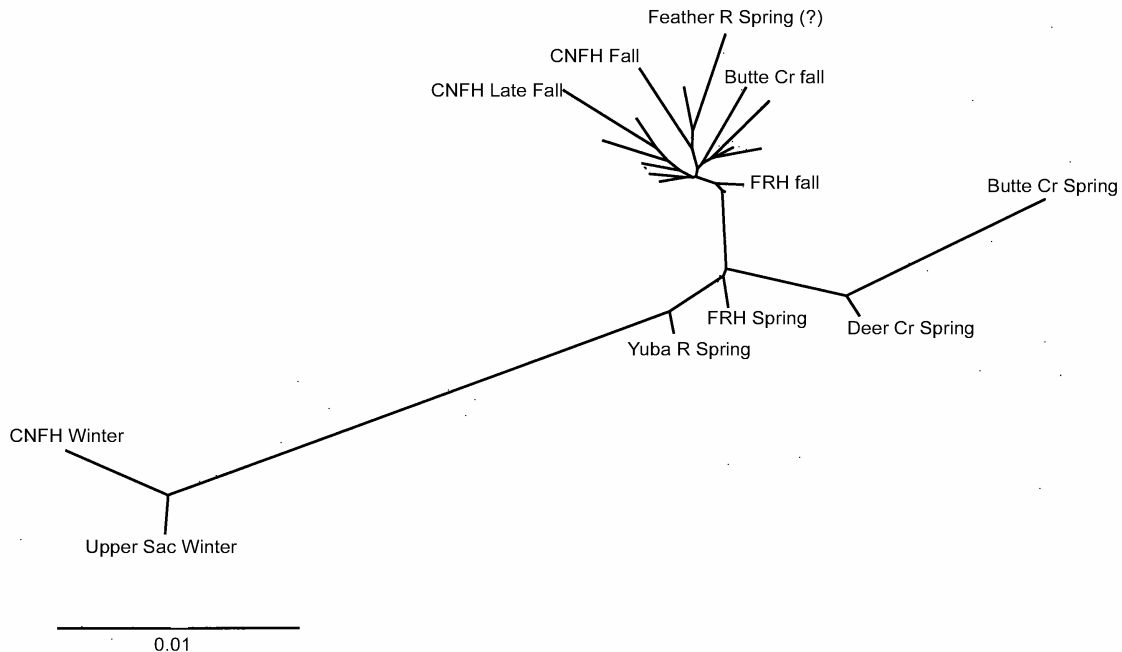 Feather R Spring (?)
CNFH Fall
Butte Cr fall
CNFH Late Fall
FRH fall
Butte Cr Spring
FRH Spring
Deer Cr Spring
Yuba R Spring
CNFH Winter
Upper Sac Winter
0.01